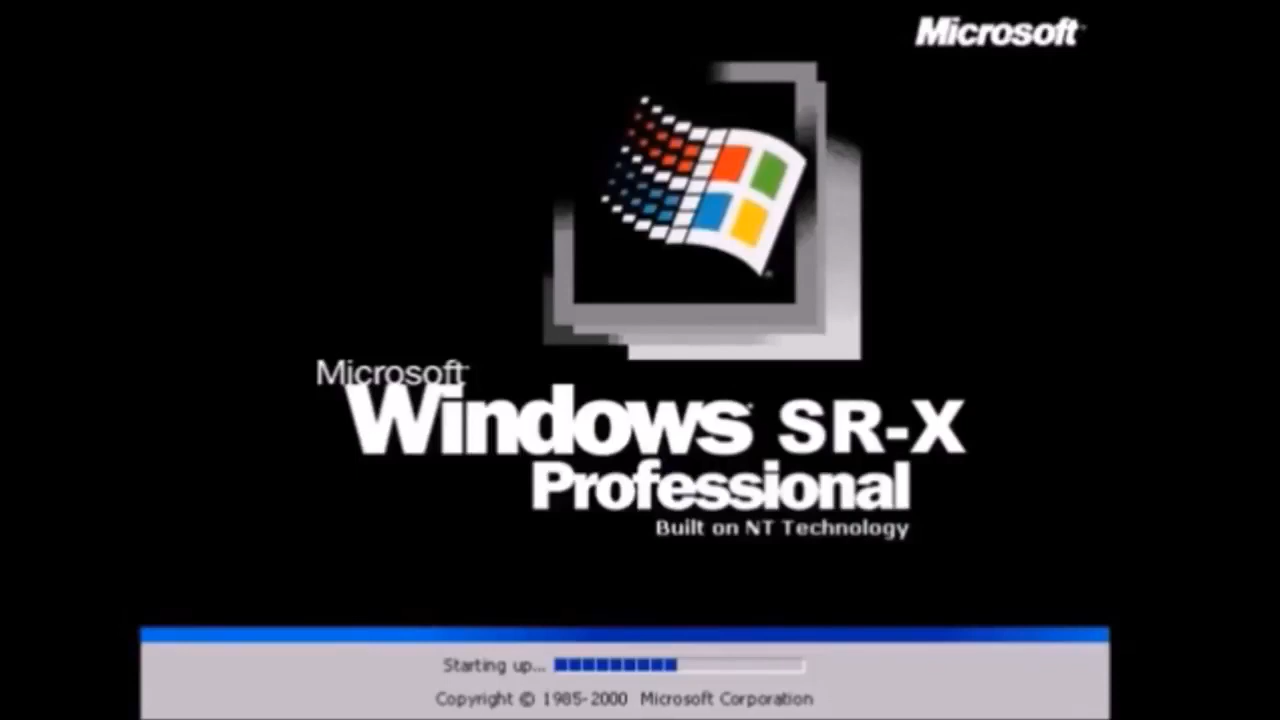 Microsoft
Microsoft
Windows SR-X
Professional
Built on NT Technology
Starting up...
Copyright © 1985-2000 Microsoft Corporation